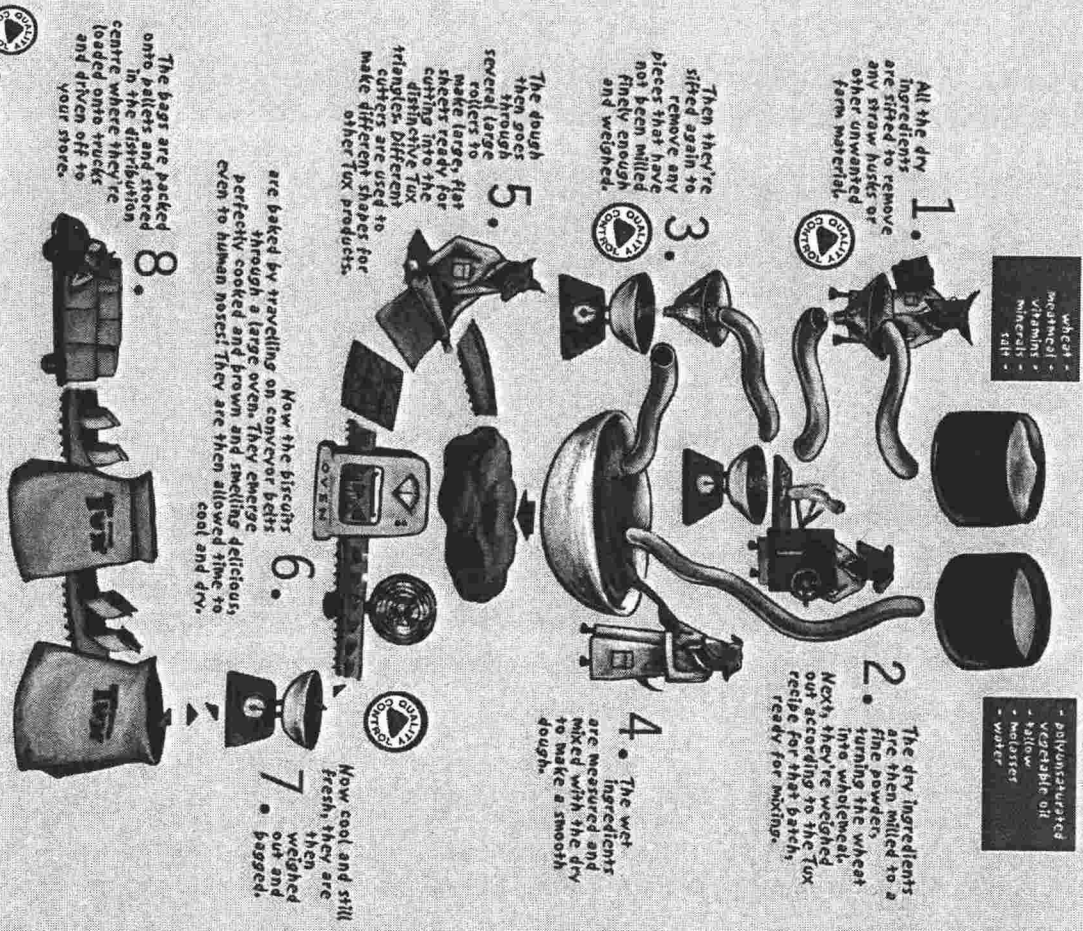 wheat •
meatmeal •
vitamins •
minerals •
salt •
• polyunsaturated
vegetable oil
• tallow
• molasses
• water
1.
All the dry
ingredients
are sifted to remove
any straw husks or
other unwanted
farm material.
QUALITY CONTROL
2.
The dry ingredients
are then milled to a
fine powder,
turning the wheat
into wholemeal.
Next, they're weighed
out according to the Tux
recipe for that batch,
ready for mixing.
3.
Then they're
sifted again to
remove any
pieces that have
not been milled
finely enough
and weighed.
QUALITY CONTROL
4. The wet
ingredients
are measured and
mixed with the dry
to make a smooth
dough.
5.
The dough
then goes
through
several large
rollers to
make large, flat
sheets ready for
cutting into the
distinctive Tux
triangles. Different
cutters are used to
make different shapes for
other Tux products.
OVEN
6.
Now the biscuits
are baked by travelling on conveyor belts
through a large oven. They emerge
perfectly cooked and brown and smelling delicious,
even to human noses! They are then allowed time to
cool and dry.
QUALITY CONTROL
7.
Now cool and still
fresh, they are
then
weighed
out and
bagged.
TUX
TUX
8.
The bags are packed
onto pallets and stored
in the distribution
centre where they're
loaded onto trucks
and driven off to
your store.
QUALITY CONTROL